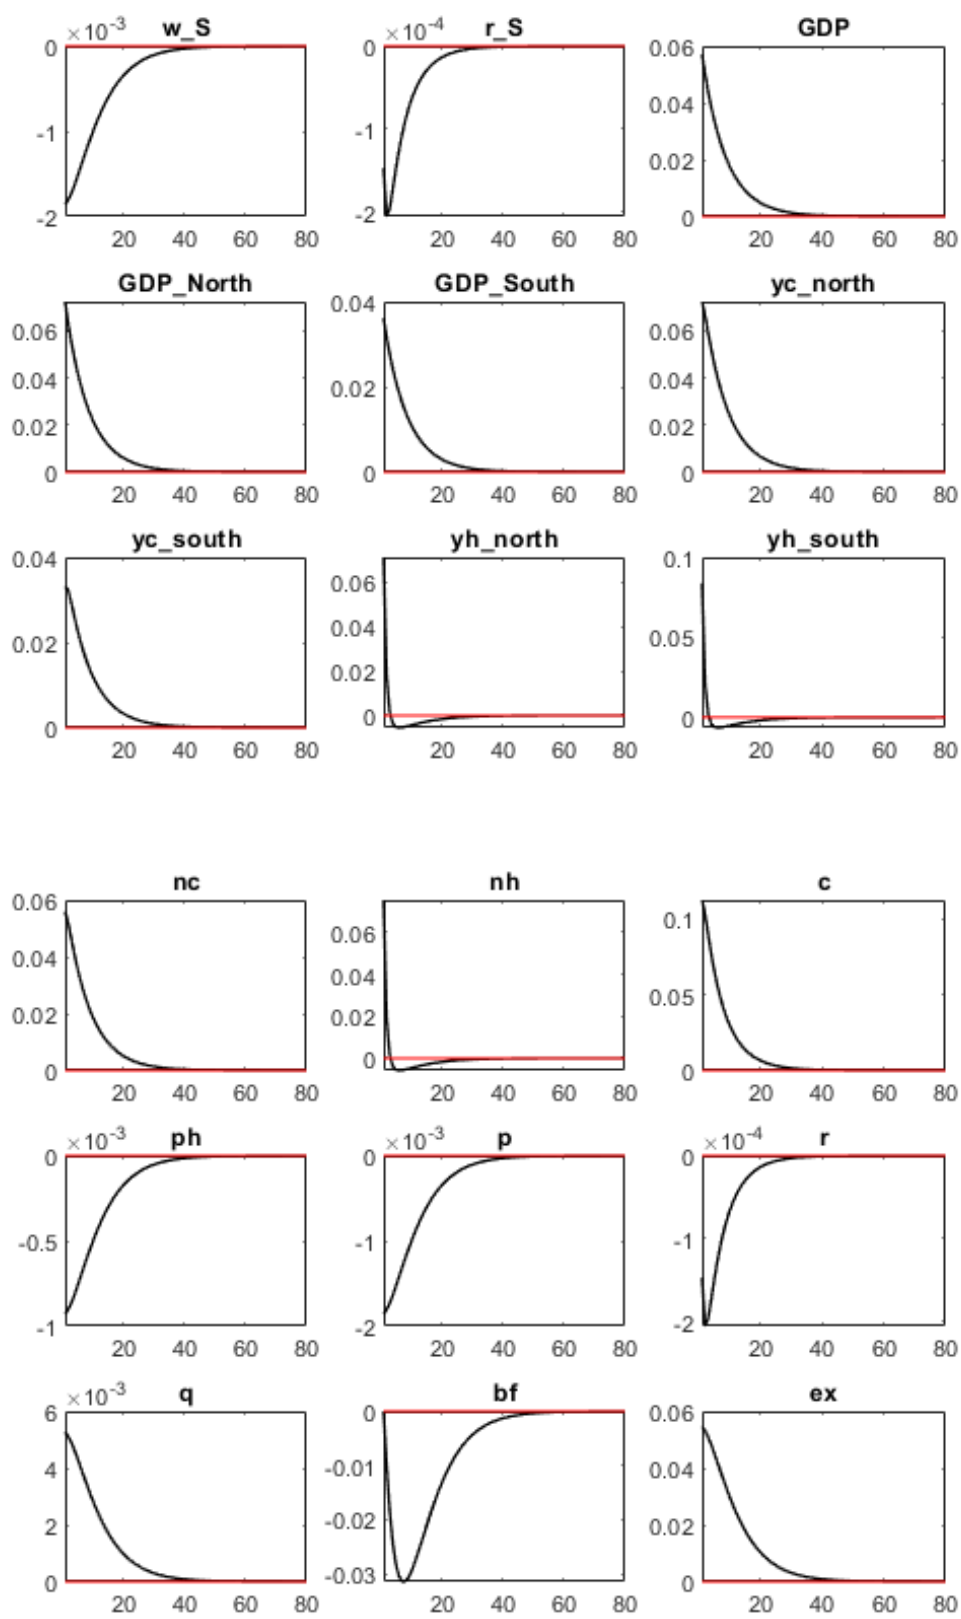 ×10-3 w_S ×10-4 r_S GDP
0 0 0.06
-1 -1 0.04
0.02
-2 -2 0
20 40 60 80 20 40 60 80 20 40 60 80
GDP_North GDP_South yc_north
0.06 0.04 0.06
0.04 0.02 0.04
0.02 0.02
0 0 0
20 40 60 80 20 40 60 80 20 40 60 80
yc_south yh_north yh_south
0.04 0.06 0.1
0.02 0.04 0.05
0.02
0 0 0
20 40 60 80 20 40 60 80 20 40 60 80
nc nh c
0.06 0.06 0.1
0.04 0.04 0.05
0.02 0.02
0 0 0
20 40 60 80 20 40 60 80 20 40 60 80
×10-3 ph ×10-3 p ×10-4 r
0 0 0
-0.5 -1 -1
-1 -2 -2
20 40 60 80 20 40 60 80 20 40 60 80
×10-3 q bf ex
6 0 0.06
4 -0.01 0.04
2 -0.02 0.02
0 -0.03 0
20 40 60 80 20 40 60 80 20 40 60 80